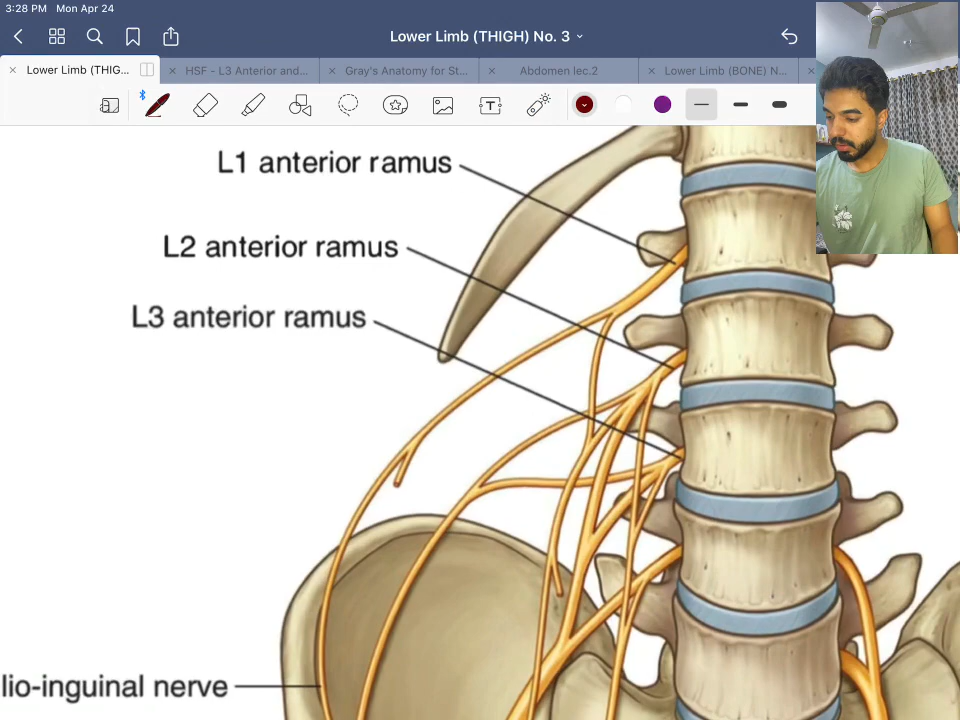 3:28 PM Mon Apr 24
Lower Limb (THIGH) No. 3
Lower Limb (THIG...
HSF - L3 Anterior and...
Gray's Anatomy for St...
Abdomen lec.2
Lower Limb (BONE) N...
T
L1 anterior ramus
L2 anterior ramus
L3 anterior ramus
lio-inguinal nerve